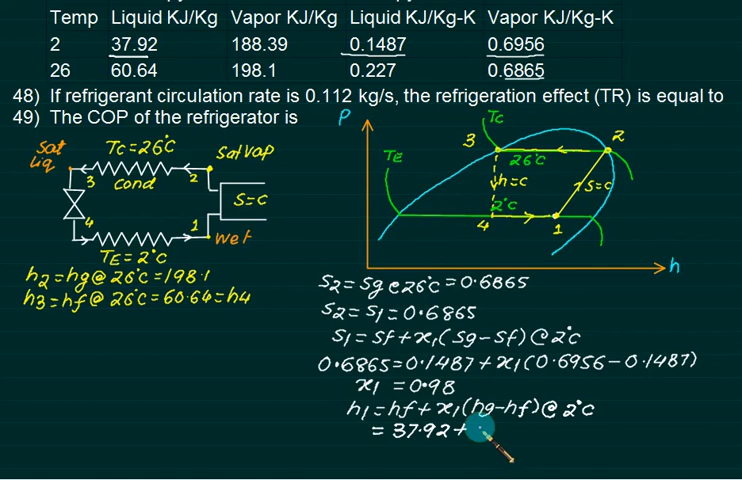 Temp Liquid KJ/Kg Vapor KJ/Kg Liquid KJ/Kg-K Vapor KJ/Kg-K
2 37.92 188.39 0.1487 0.6956
26 60.64 198.1 0.227 0.6865
48) If refrigerant circulation rate is 0.112 kg/s, the refrigeration effect (TR) is equal to
49) The COP of the refrigerator is
Sat liq
Tc=26°C
Sat Vap
3
cond
2
S=C
4
1
wet
TE=2°C
h2=hg@26°C=198.1
h3=hf@26°C=60.64=h4
P
TC
3
2
TE
26°C
h=c
S=c
2°C
4
1
h
S2=Sg@26°C=0.6865
S2=S1=0.6865
S1=Sf+x1(Sg-Sf)@2°C
0.6865=0.1487+x1(0.6956-0.1487)
x1=0.98
h1=hf+x1(hg-hf)@2°C
=37.92+